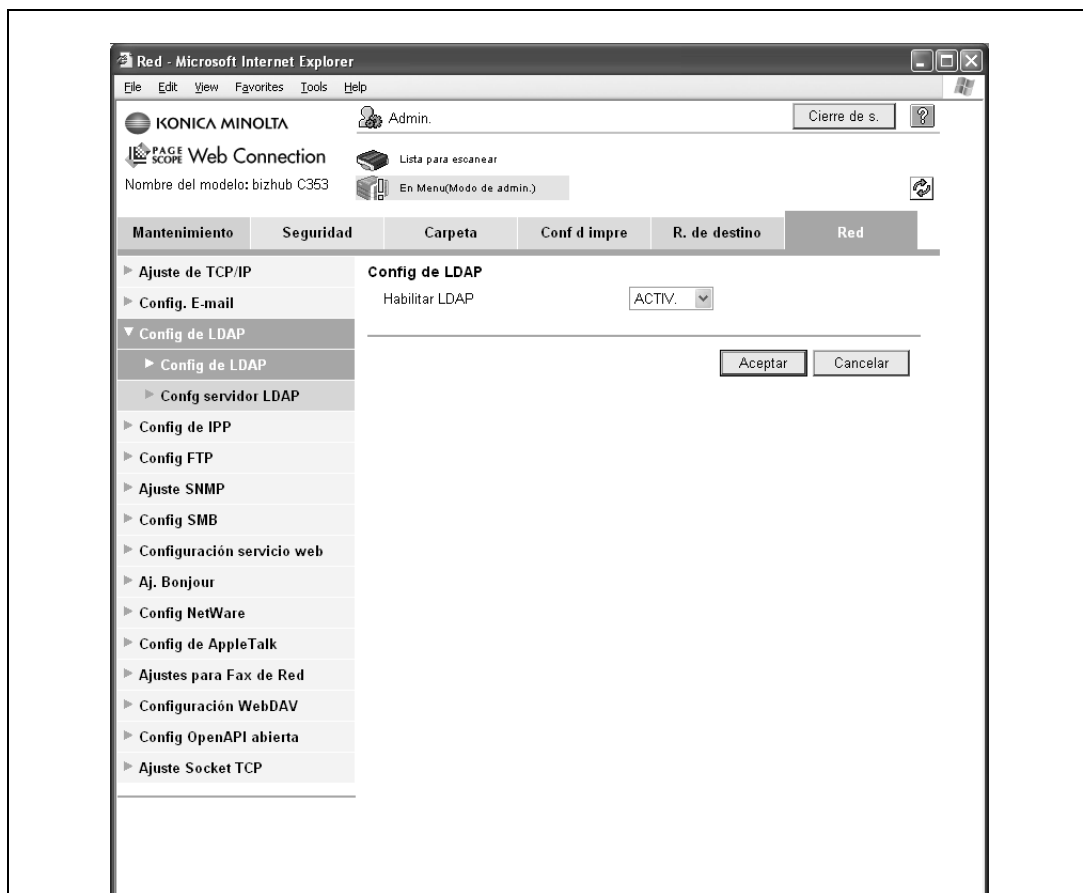 Red - Microsoft Internet Explorer
File Edit View Favorites Tools Help
KONICA MINOLTA
Admin.
Cierre de s.
?
PAGE SCOPE Web Connection
Lista para escanear
Nombre del modelo: bizhub C353
En Menu(Modo de admin.)
Mantenimiento Seguridad Carpeta Conf d impre R. de destino Red
Ajuste de TCP/IP
Config. E-mail
Config de LDAP
Config de LDAP
Confg servidor LDAP
Config de IPP
Config FTP
Ajuste SNMP
Config SMB
Configuración servicio web
Aj. Bonjour
Config NetWare
Config de AppleTalk
Ajustes para Fax de Red
Configuración WebDAV
Config OpenAPI abierta
Ajuste Socket TCP
Config de LDAP
Habilitar LDAP ACTIV.
Aceptar Cancelar